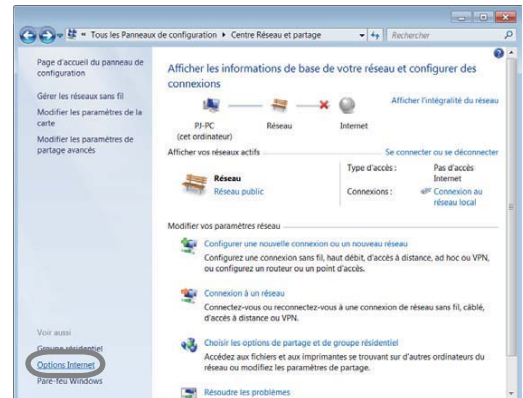 « Tous les Panneaux de configuration ▸ Centre Réseau et partage
Rechercher
Page d'accueil du panneau de
configuration
Gérer les réseaux sans fil
Modifier les paramètres de la
carte
Modifier les paramètres de
partage avancés
Voir aussi
Groupe résidentiel
Options Internet
Pare-feu Windows
Afficher les informations de base de votre réseau et configurer des
connexions
Afficher l'intégralité du réseau
PJ-PC
(cet ordinateur)
Réseau
Internet
Afficher vos réseaux actifs
Se connecter ou se déconnecter
Réseau
Réseau public
Type d'accès :
Pas d'accès
Internet
Connexions :
Connexion au
réseau local
Modifier vos paramètres réseau
Configurer une nouvelle connexion ou un nouveau réseau
Configurez une connexion sans fil, haut débit, d'accès à distance, ad hoc ou VPN,
ou configurez un routeur ou un point d'accès.
Connexion à un réseau
Connectez-vous ou reconnectez-vous à une connexion de réseau sans fil, câblé,
d'accès à distance ou VPN.
Choisir les options de partage et de groupe résidentiel
Accédez aux fichiers et aux imprimantes se trouvant sur d'autres ordinateurs du
réseau ou modifiez les paramètres de partage.
Résoudre les problèmes